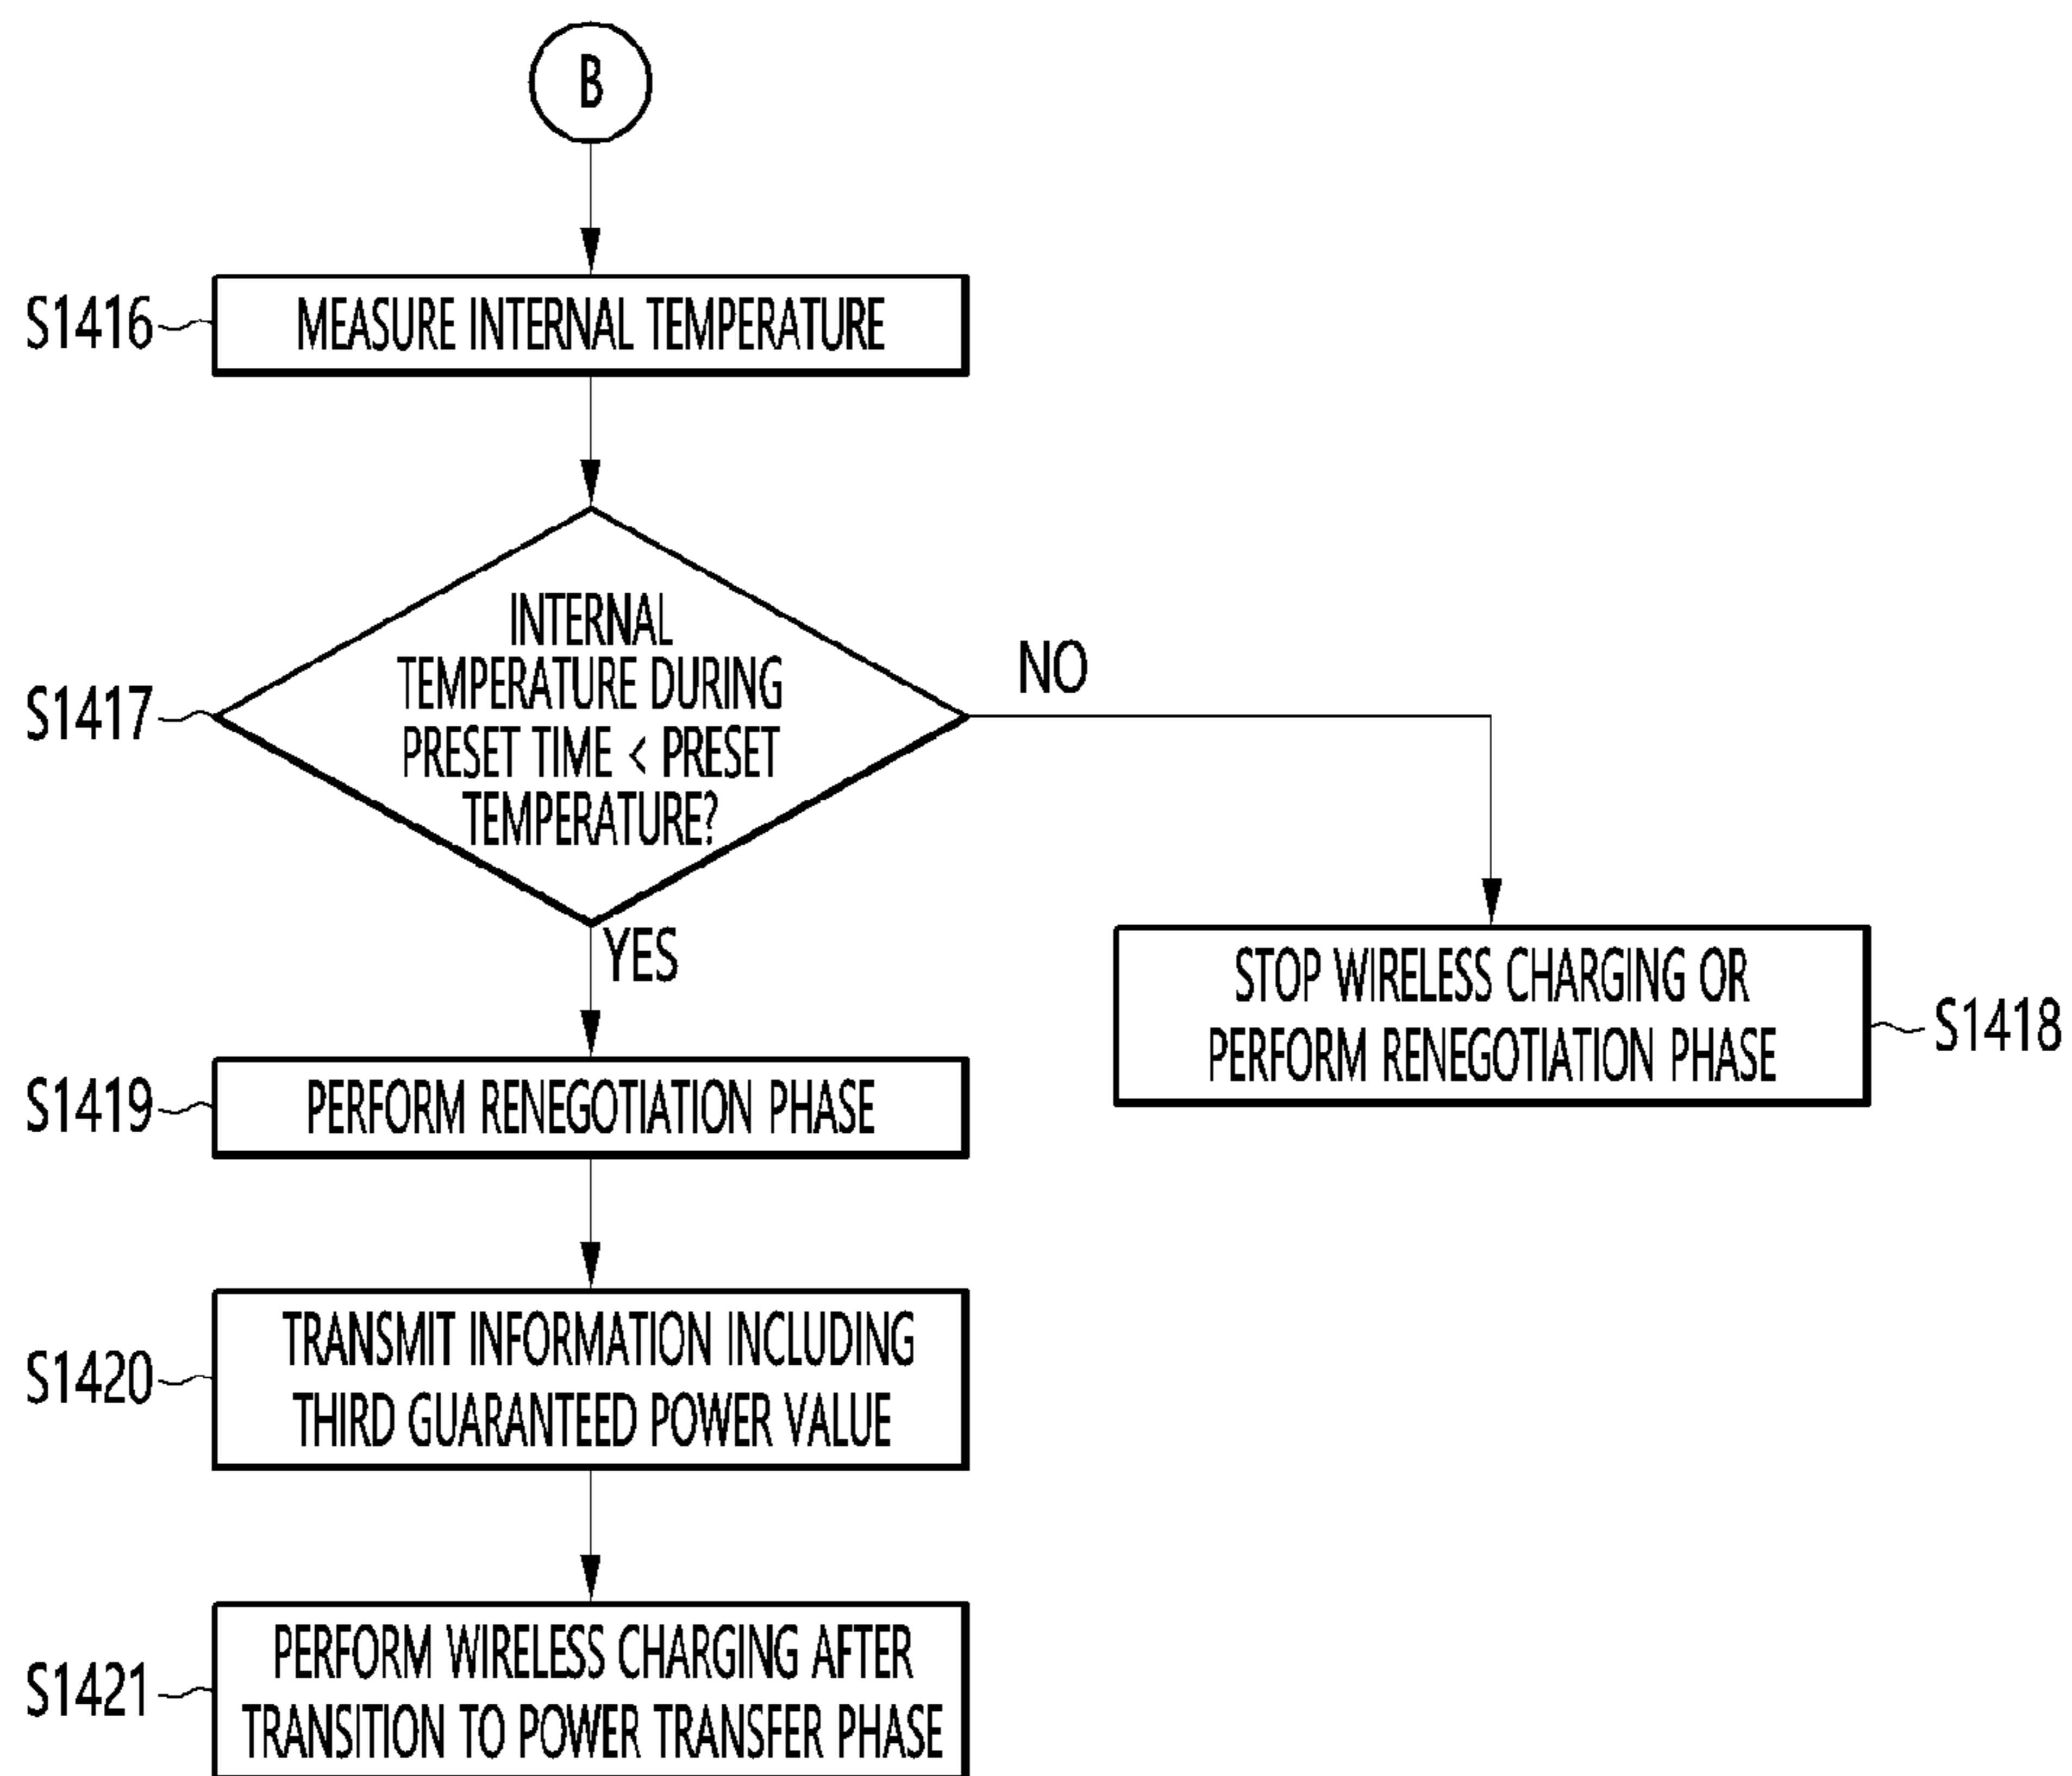 B
S1416
MEASURE INTERNAL TEMPERATURE
S1417
INTERNAL
TEMPERATURE DURING
PRESET TIME < PRESET
TEMPERATURE?
NO
YES
STOP WIRELESS CHARGING OR
PERFORM RENEGOTIATION PHASE
S1418
S1419
PERFORM RENEGOTIATION PHASE
S1420
TRANSMIT INFORMATION INCLUDING
THIRD GUARANTEED POWER VALUE
S1421
PERFORM WIRELESS CHARGING AFTER
TRANSITION TO POWER TRANSFER PHASE